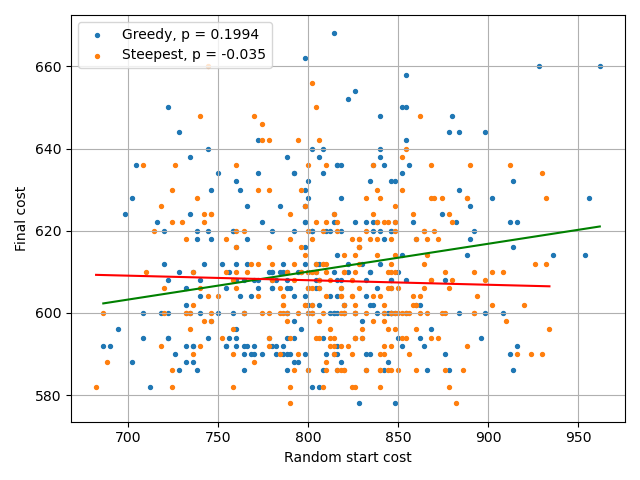 Greedy, p = 0.1994
Steepest, p = -0.035
Final cost
660
640
620
600
580
700
750
800
850
900
950
Random start cost